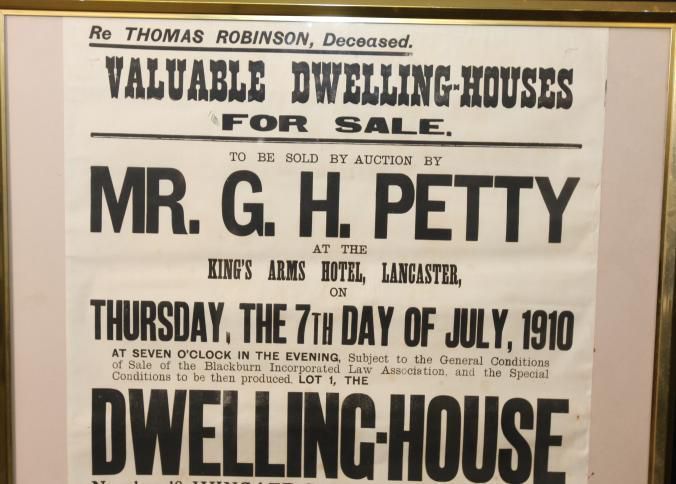 Re THOMAS ROBINSON, Deceased.
VALUABLE DWELLING-HOUSES
FOR SALE.
TO BE SOLD BY AUCTION BY
MR. G. H. PETTY
AT THE
KING'S ARMS HOTEL, LANCASTER,
ON
THURSDAY, THE 7TH DAY OF JULY, 1910
AT SEVEN O'CLOCK IN THE EVENING, Subject to the General Conditions
of Sale of the Blackburn Incorporated Law Association, and the Special
Conditions to be then produced. LOT 1, THE
DWELLING-HOUSE